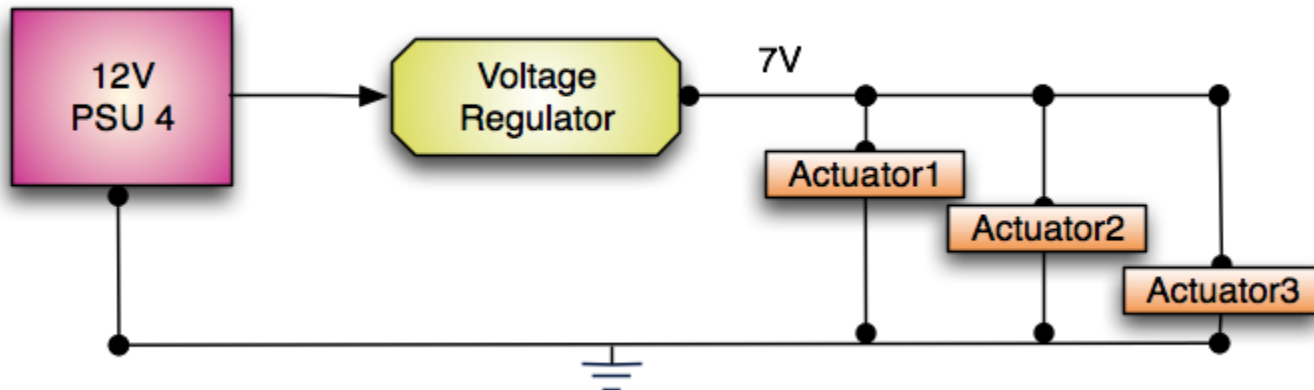 12V
PSU 4
Voltage
Regulator
7V
Actuator1
Actuator2
Actuator3